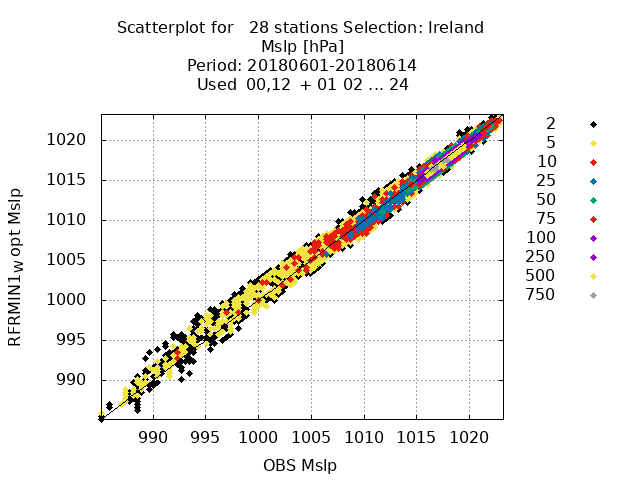 Scatterplot for 28 stations Selection: Ireland
Mslp [hPa]
Period: 20180601-20180614
Used 00,12 + 01 02 ... 24
RFRMIN1w opt Mslp
1020
1015
1010
1005
1000
995
990
990 995 1000 1005 1010 1015 1020
OBS Mslp
2
5
10
25
50
75
100
250
500
750